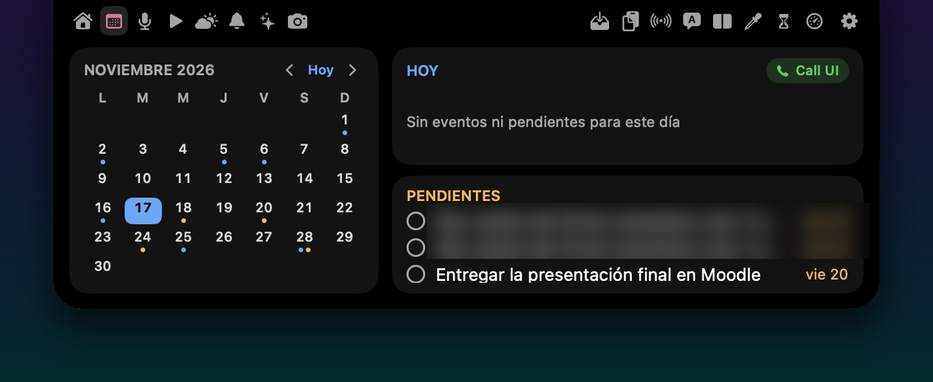 NOVIEMBRE 2026
Hoy
L M M J V S D
1
2 3 4 5 6 7 8
9 10 11 12 13 14 15
16 17 18 19 20 21 22
23 24 25 26 27 28 29
30
HOY
Call UI
Sin eventos ni pendientes para este día
PENDIENTES
Entregar la presentación final en Moodle vie 20